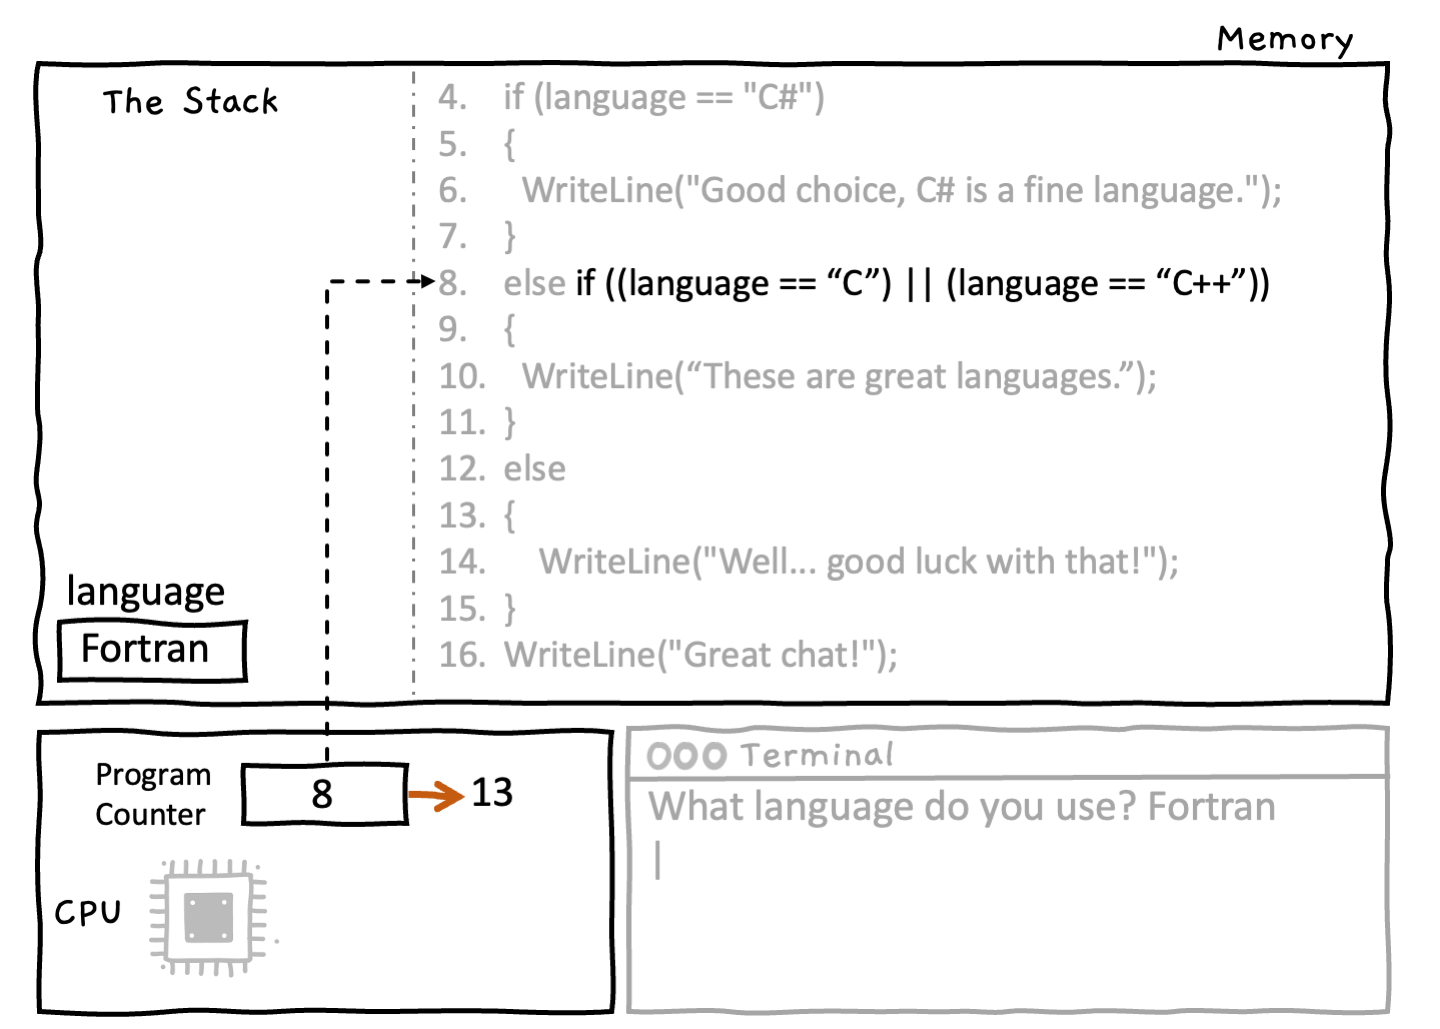 Memory
The Stack
4. if (language == "C#")
5. {
6. WriteLine("Good choice, C# is a fine language.");
7. }
8. else if ((language == “C”) || (language == “C++”))
9. {
10. WriteLine(“These are great languages.”);
11. }
12. else
13. {
14. WriteLine("Well... good luck with that!");
15. }
16. WriteLine("Great chat!");
language
Fortran
Program
Counter
8
13
CPU
Terminal
What language do you use? Fortran
|